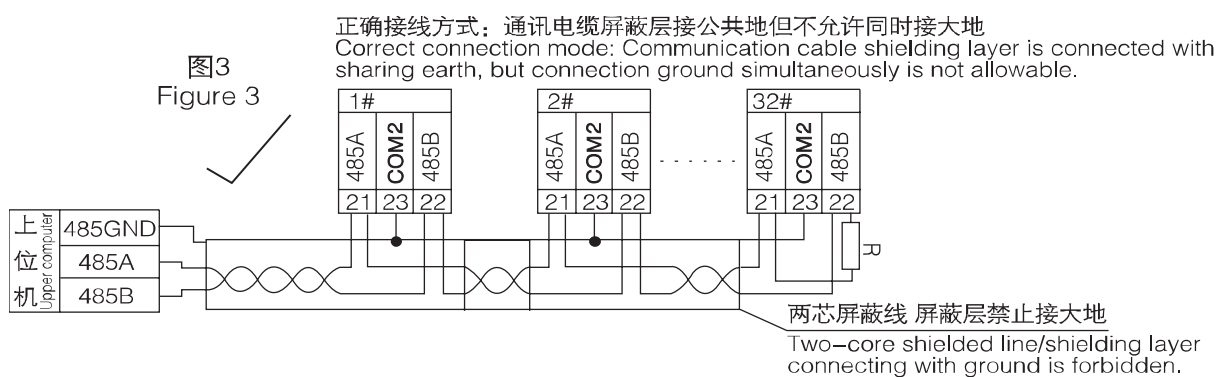 正确接线方式：通讯电缆屏蔽层接公共地但不允许同时接大地
Correct connection mode: Communication cable shielding layer is connected with
sharing earth, but connection ground simultaneously is not allowable.
图3
Figure 3
1#
485A COM2 485B
21 23 22
2#
485A COM2 485B
21 23 22
32#
485A COM2 485B
21 23 22
R
上位机
Upper computer
485GND
485A
485B
两芯屏蔽线 屏蔽层禁止接大地
Two-core shielded line/shielding layer
connecting with ground is forbidden.